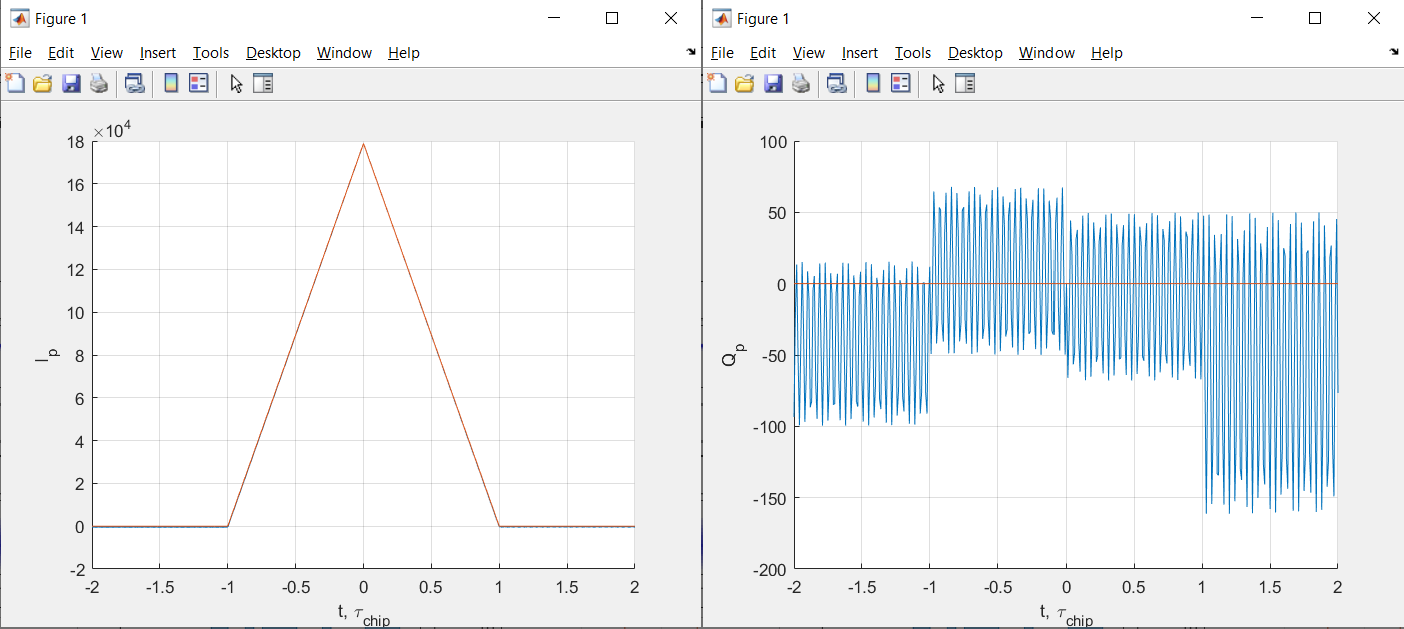 Figure 1
File Edit View Insert Tools Desktop Window Help
×10^4
18
16
14
12
10
8
6
4
2
0
-2
I_p
-2 -1.5 -1 -0.5 0 0.5 1 1.5 2
t, τ_chip
Figure 1
File Edit View Insert Tools Desktop Window Help
100
50
0
-50
-100
-150
-200
Q_p
-2 -1.5 -1 -0.5 0 0.5 1 1.5 2
t, τ_chip